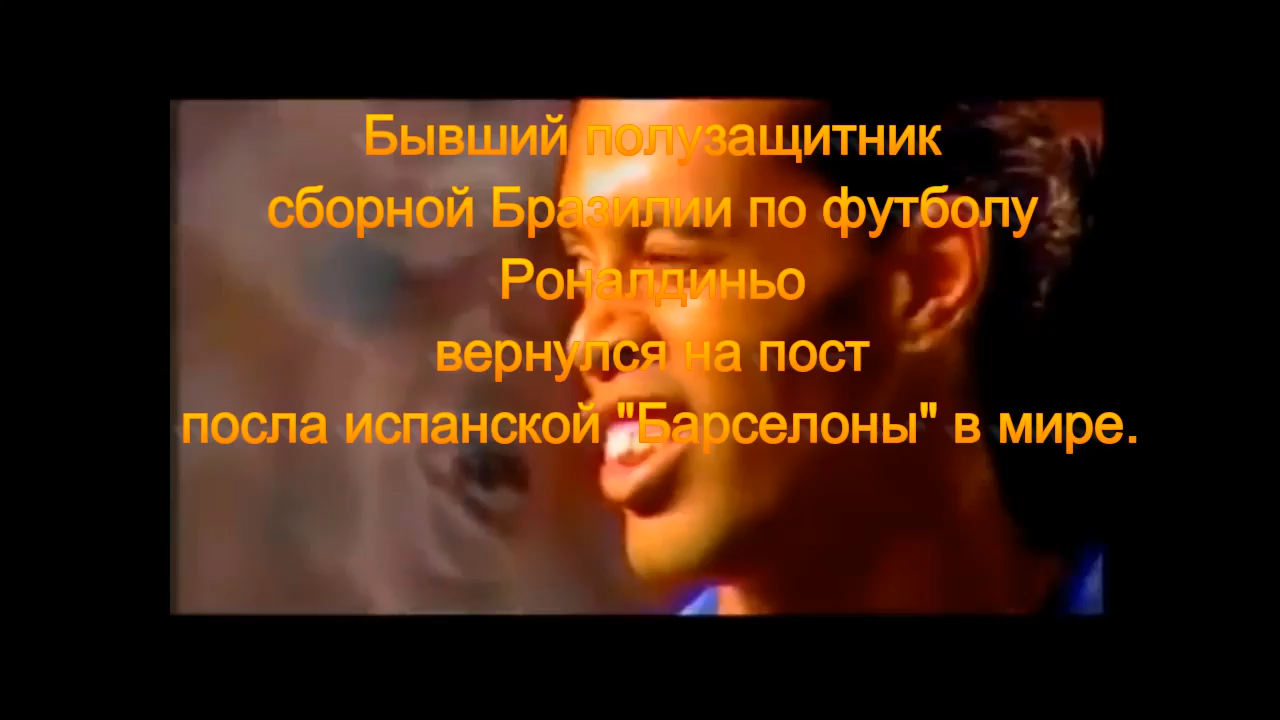 Бывший полузащитник
сборной Бразилии по футболу
Роналдиньо
вернулся на пост
посла испанской "Барселоны" в мире.